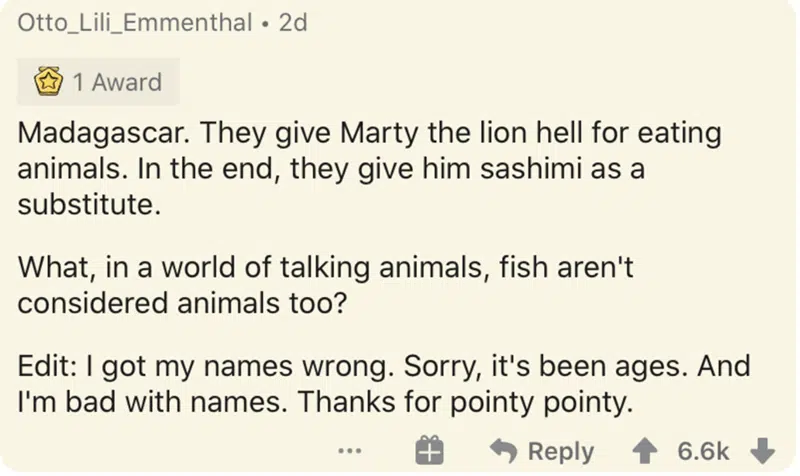 Otto_Lili_Emmenthal • 2d
1 Award
Madagascar. They give Marty the lion hell for eating
animals. In the end, they give him sashimi as a
substitute.
What, in a world of talking animals, fish aren't
considered animals too?
Edit: I got my names wrong. Sorry, it's been ages. And
I'm bad with names. Thanks for pointy pointy.
... Reply 6.6k